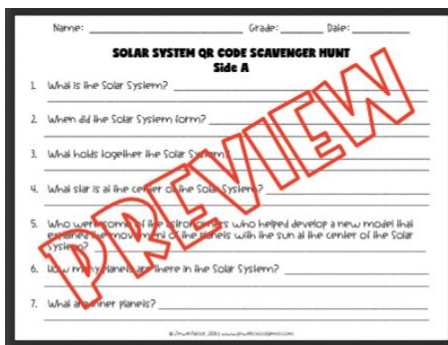 Name: ____________ Grade: ________ Date: ________
SOLAR SYSTEM QR CODE SCAVENGER HUNT
Side A
1. What is the Solar System?
2. When did the Solar System form?
3. What holds together the Solar System?
4. What star is at the center of the Solar System?
5. Who were some of the astronomers who helped develop a new model that
explained the movement of the planets with the sun at the center of the Solar
System?
6. How many planets are there in the Solar System?
7. What are inner planets?
PREVIEW